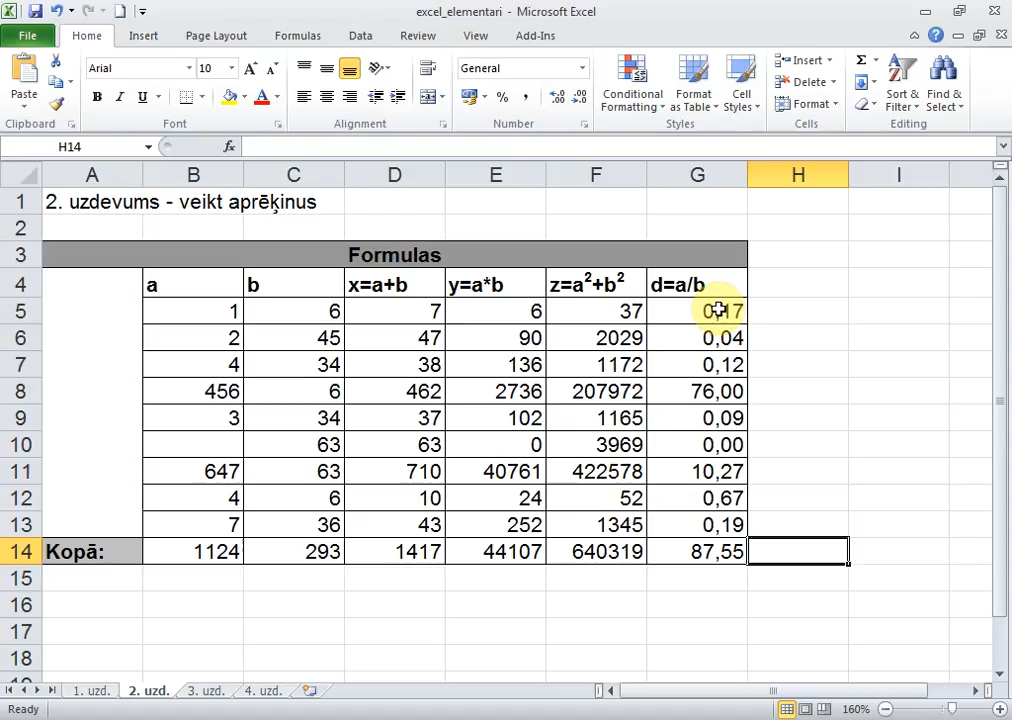 excel_elementari - Microsoft Excel
File Home Insert Page Layout Formulas Data Review View Add-Ins
Paste
Clipboard
Arial 10
B I U
Font
Alignment
General
%
Number
Conditional Formatting
Format as Table
Cell Styles
Styles
Insert
Delete
Format
Cells
Σ
Sort & Filter
Find & Select
Editing
H14 fx
A B C D E F G H I
1 2. uzdevums - veikt aprēķinus
2
3 Formulas
4 a b x=a+b y=a*b z=a²+b² d=a/b
5 1 6 7 6 37 0,17
6 2 45 47 90 2029 0,04
7 4 34 38 136 1172 0,12
8 456 6 462 2736 207972 76,00
9 3 34 37 102 1165 0,09
10 63 63 0 3969 0,00
11 647 63 710 40761 422578 10,27
12 4 6 10 24 52 0,67
13 7 36 43 252 1345 0,19
14 Kopā: 1124 293 1417 44107 640319 87,55
15
16
17
18
1. uzd. 2. uzd. 3. uzd. 4. uzd.
Ready 160%